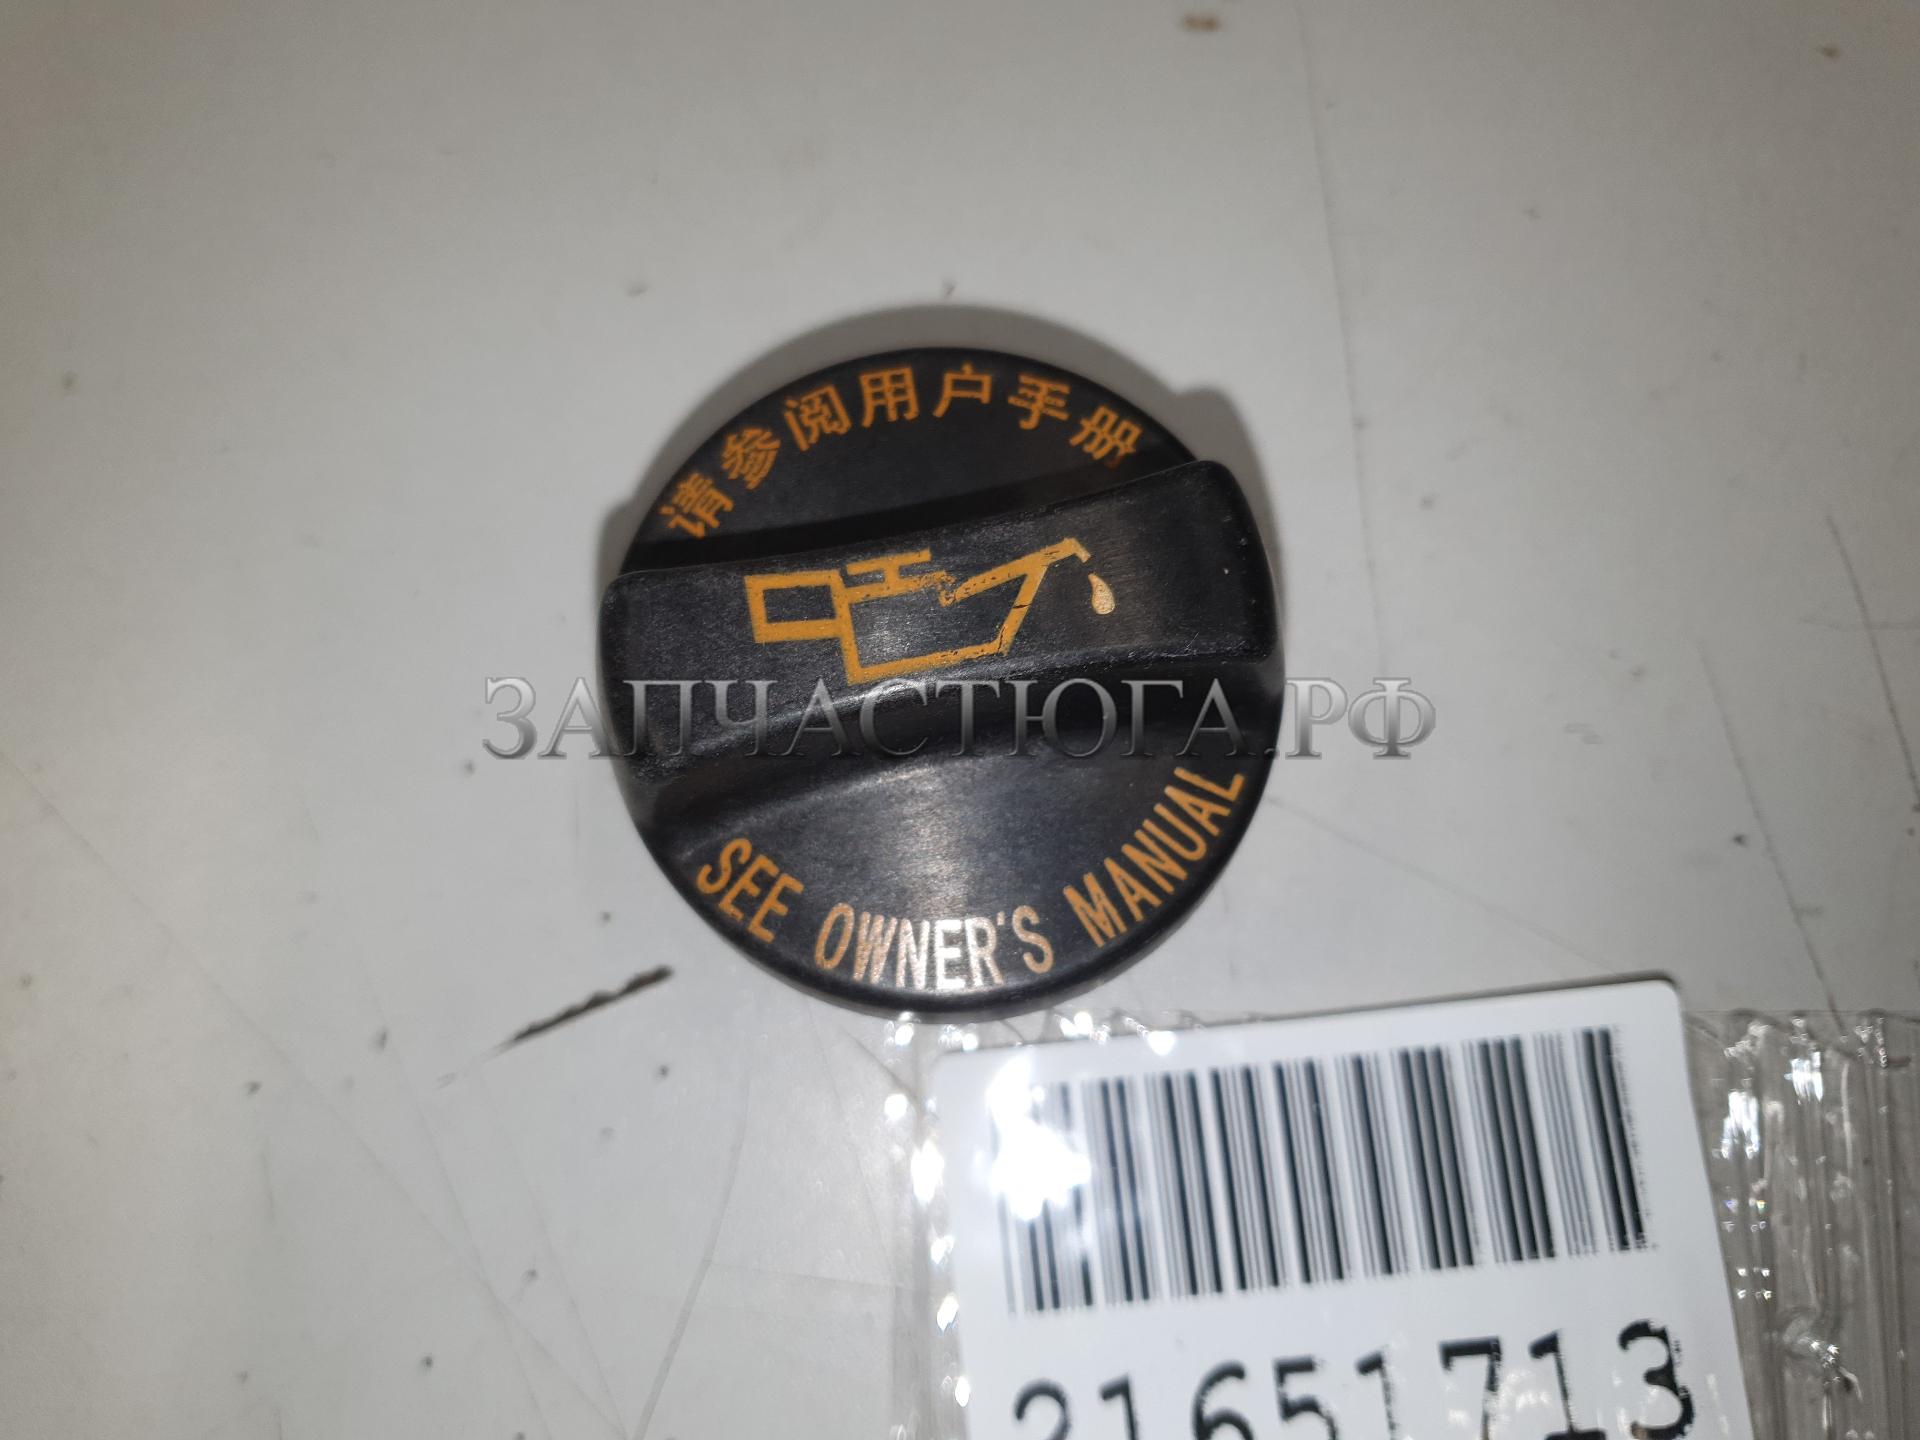 请参阅用户手册
ЗАПЧАСТЮГА.РФ
SEE OWNER'S MANUAL
21651713